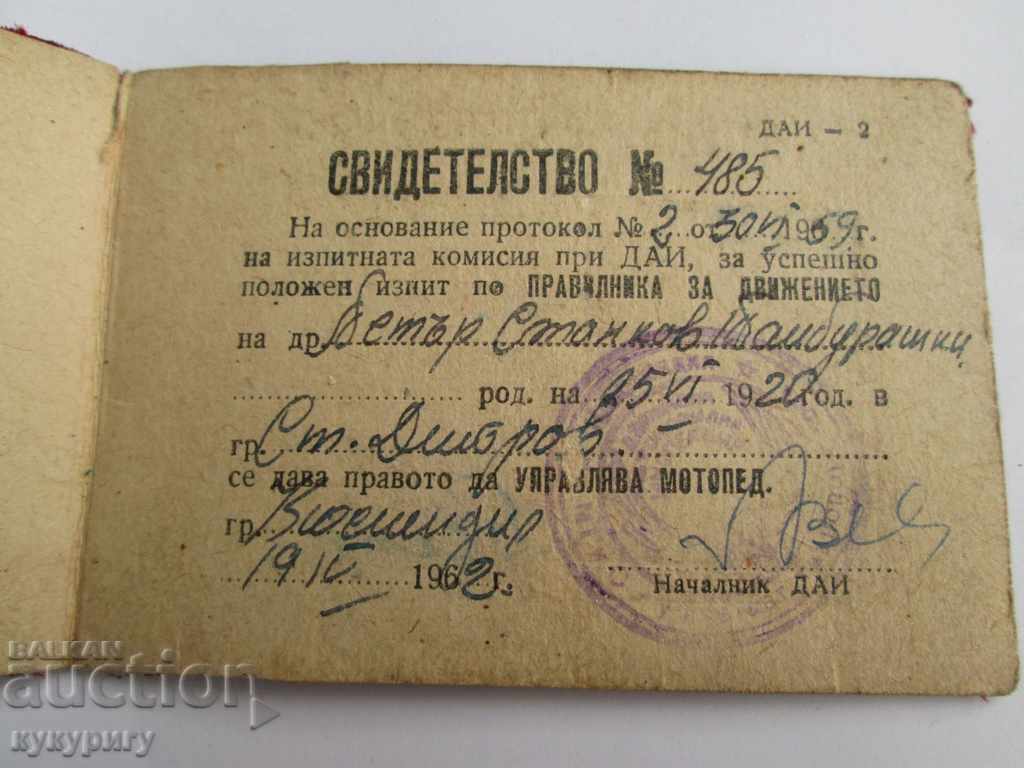 ДАИ — 2
СВИДЕТЕЛСТВО № 485
На основание протокол № 2 от 30 VI 1959 г.
на изпитната комисия при ДАИ, за успешно
положен изпит по ПРАВИЛНИКА ЗА ДВИЖЕНИЕТО
на др. Петър Станков
род. на 25 VI 1920 год. в
гр. Ст. Димитров
се дава правото да УПРАВЛЯВА МОТОПЕД.
гр. Кюстендил
19 IV 1962 г.
Началник ДАИ
BALKAN
auction
кукуригу